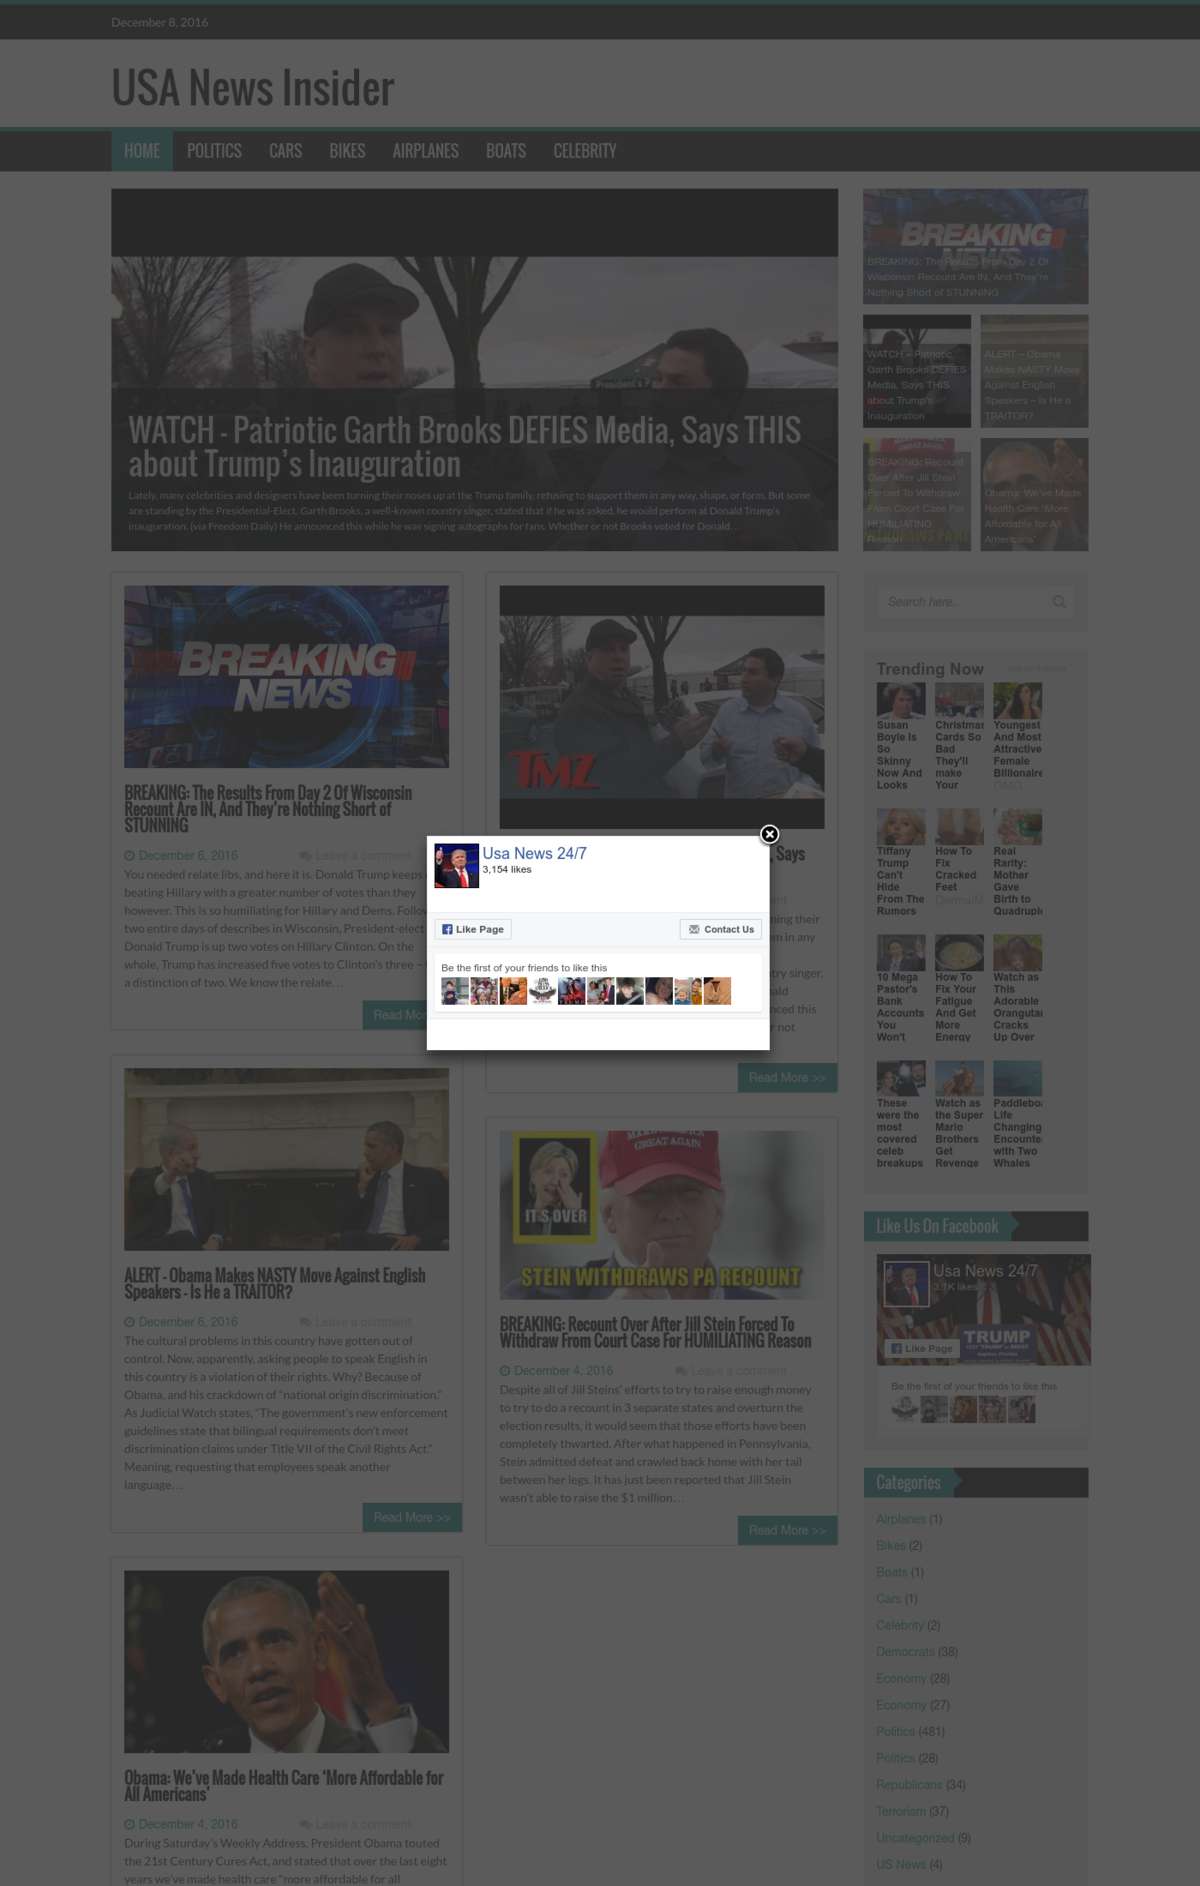 December 8, 2016
USA News Insider
HOME POLITICS CARS BIKES AIRPLANES BOATS CELEBRITY
WATCH - Patriotic Garth Brooks DEFIES Media, Says THIS
about Trump's Inauguration
Lately, many celebrities and designers have been turning their noses up at the Trump family, refusing to support them in any way, shape, or form. But some
are standing by the Presidential-Elect. Garth Brooks, a well-known country singer, stated that if he was asked, he would perform at Donald Trump's
inauguration. (via Freedom Daily) He announced this while he was signing autographs for fans. Whether or not Brooks voted for Donald…
BREAKING
NEWS
BREAKING: The Results From Day 2 Of
Wisconsin Recount Are IN, And They're
Nothing Short of STUNNING
WATCH – Patriotic
Garth Brooks DEFIES
Media, Says THIS
about Trump's
Inauguration
ALERT – Obama
Makes NASTY Move
Against English
Speakers – Is He a
TRAITOR?
BREAKING: Recount
Over After Jill Stein
Forced To Withdraw
From Court Case For
HUMILIATING
Reason
Obama: We've Made
Health Care 'More
Affordable for All
Americans'
BREAKING
NEWS
BREAKING: The Results From Day 2 Of Wisconsin
Recount Are IN, And They're Nothing Short of
STUNNING
December 6, 2016 Leave a comment
You needed relate libs, and here it is. Donald Trump keeps
beating Hillary with a greater number of votes than they
however. This is so humiliating for Hillary and Dems. Follow
two entire days of describes in Wisconsin, President-elect
Donald Trump is up two votes on Hillary Clinton. On the
whole, Trump has increased five votes to Clinton's three –
a distinction of two. We know the relate…
Read More
TMZ
, Says
ming their
m in any
try singer,
ald
nced this
r not
Read More >>
Usa News 24/7
3,154 likes
Like Page Contact Us
Be the first of your friends to like this
ALERT - Obama Makes NASTY Move Against English
Speakers - Is He a TRAITOR?
December 6, 2016 Leave a comment
The cultural problems in this country have gotten out of
control. Now, apparently, asking people to speak English in
this country is a violation of their rights. Why? Because of
Obama, and his crackdown of "national origin discrimination."
As Judicial Watch states, "The government's new enforcement
guidelines state that bilingual requirements don't meet
discrimination claims under Title VII of the Civil Rights Act."
Meaning, requesting that employees speak another
language…
Read More >>
GREAT AGAIN
IT'S OVER
STEIN WITHDRAWS PA RECOUNT
BREAKING: Recount Over After Jill Stein Forced To
Withdraw From Court Case For HUMILIATING Reason
December 4, 2016 Leave a comment
Despite all of Jill Steins' efforts to try to raise enough money
to try to do a recount in 3 separate states and overturn the
election results, it would seem that those efforts have been
completely thwarted. After what happened in Pennsylvania,
Stein admitted defeat and crawled back home with her tail
between her legs. It has just been reported that Jill Stein
wasn't able to raise the $1 million…
Read More >>
Obama: We've Made Health Care 'More Affordable for
All Americans'
December 4, 2016 Leave a comment
During Saturday's Weekly Address, President Obama touted
the 21st Century Cures Act, and stated that over the last eight
years we've made health care "more affordable for all
Search here..
Trending Now
Susan
Boyle Is
So
Skinny
Now And
Looks
Christmas
Cards So
Bad
They'll
make
Your
Youngest
And Most
Attractive
Female
Billionaire
Tiffany
Trump
Can't
Hide
From The
Rumors
How To
Fix
Cracked
Feet
Real
Rarity:
Mother
Gave
Birth to
Quadrupl
10 Mega
Pastor's
Bank
Accounts
You
Won't
How To
Fix Your
Fatigue
And Get
More
Energy
Watch as
This
Adorable
Orangutan
Cracks
Up Over
These
were the
most
covered
celeb
breakups
Watch as
the Super
Mario
Brothers
Get
Revenge
Paddleboa
Life
Changing
Encounte
with Two
Whales
Like Us On Facebook
Usa News 24/7
3.1K likes
TRUMP
Like Page
Be the first of your friends to like this
Categories
Airplanes (1)
Bikes (2)
Boats (1)
Cars (1)
Celebrity (2)
Democrats (38)
Economy (28)
Economy (27)
Politics (481)
Politics (28)
Republicans (34)
Terrorism (37)
Uncategorized (9)
US News (4)